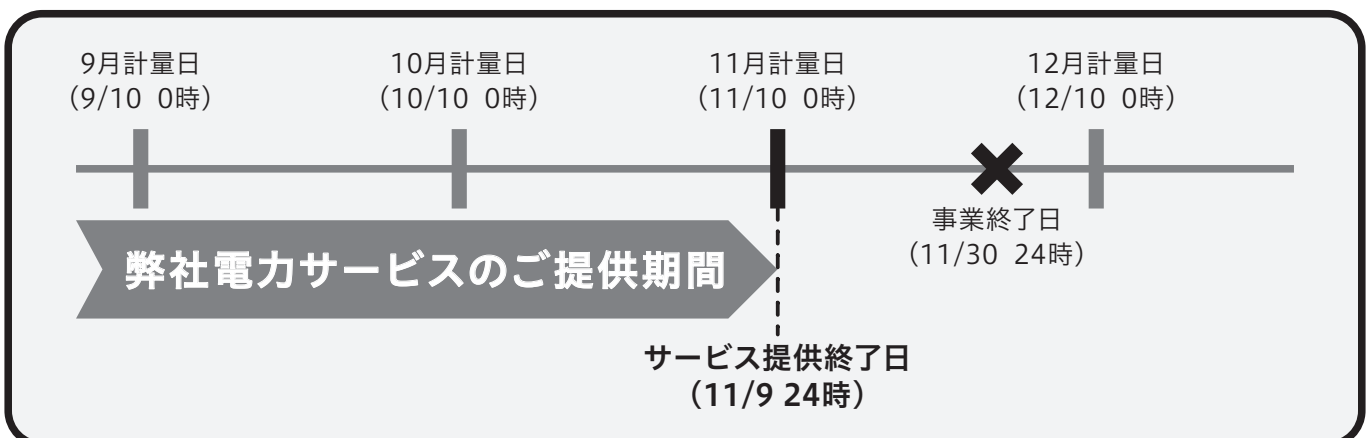 9月計量日
（9/10 0時）
10月計量日
（10/10 0時）
11月計量日
（11/10 0時）
12月計量日
（12/10 0時）
事業終了日
（11/30 24時）
弊社電力サービスのご提供期間
サービス提供終了日
（11/9 24時）